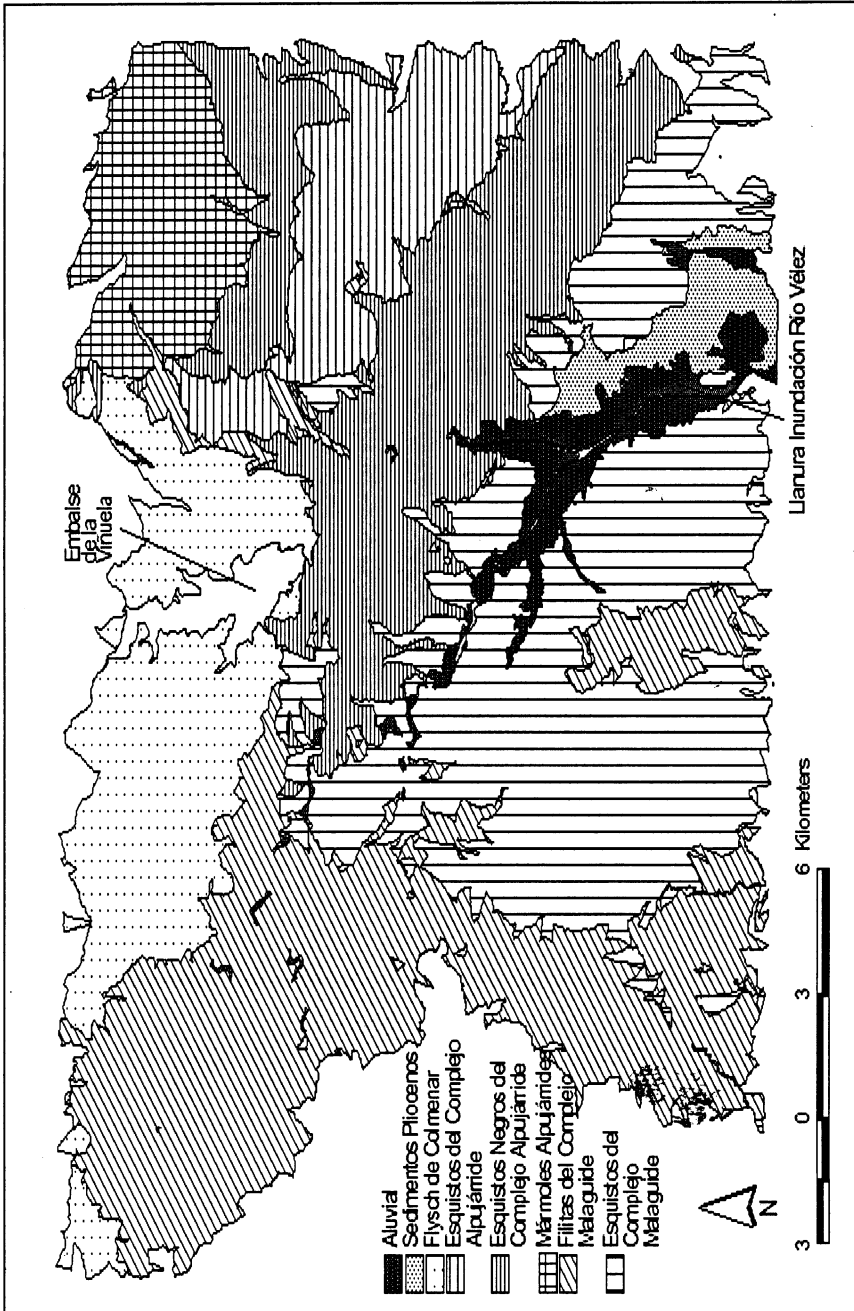 Embalse
de la
Viñuela
Llanura Inundación Río Vélez
Aluvial
Sedimentos Pliocenos
Flysch de Colmenar
Esquistos del Complejo
Alpujárride
Esquistos Negros del
Complejo Alpujárride
Mármoles Alpujárrides
Filitas del Complejo
Malaguide
Esquistos del
Complejo
Malaguide
N
3 0 3 6 Kilometers